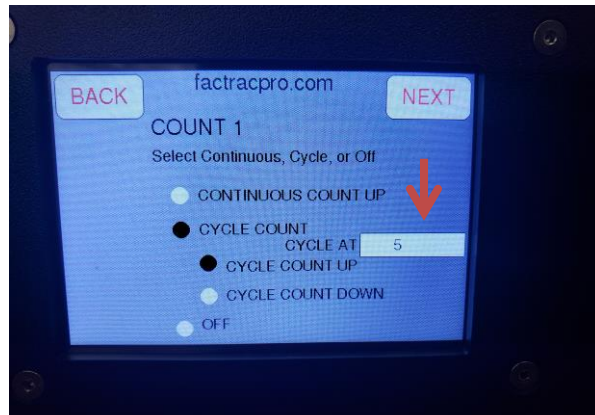 BACK
factracpro.com
NEXT
COUNT 1
Select Continuous, Cycle, or Off
CONTINUOUS COUNT UP
CYCLE COUNT
CYCLE AT 5
CYCLE COUNT UP
CYCLE COUNT DOWN
OFF